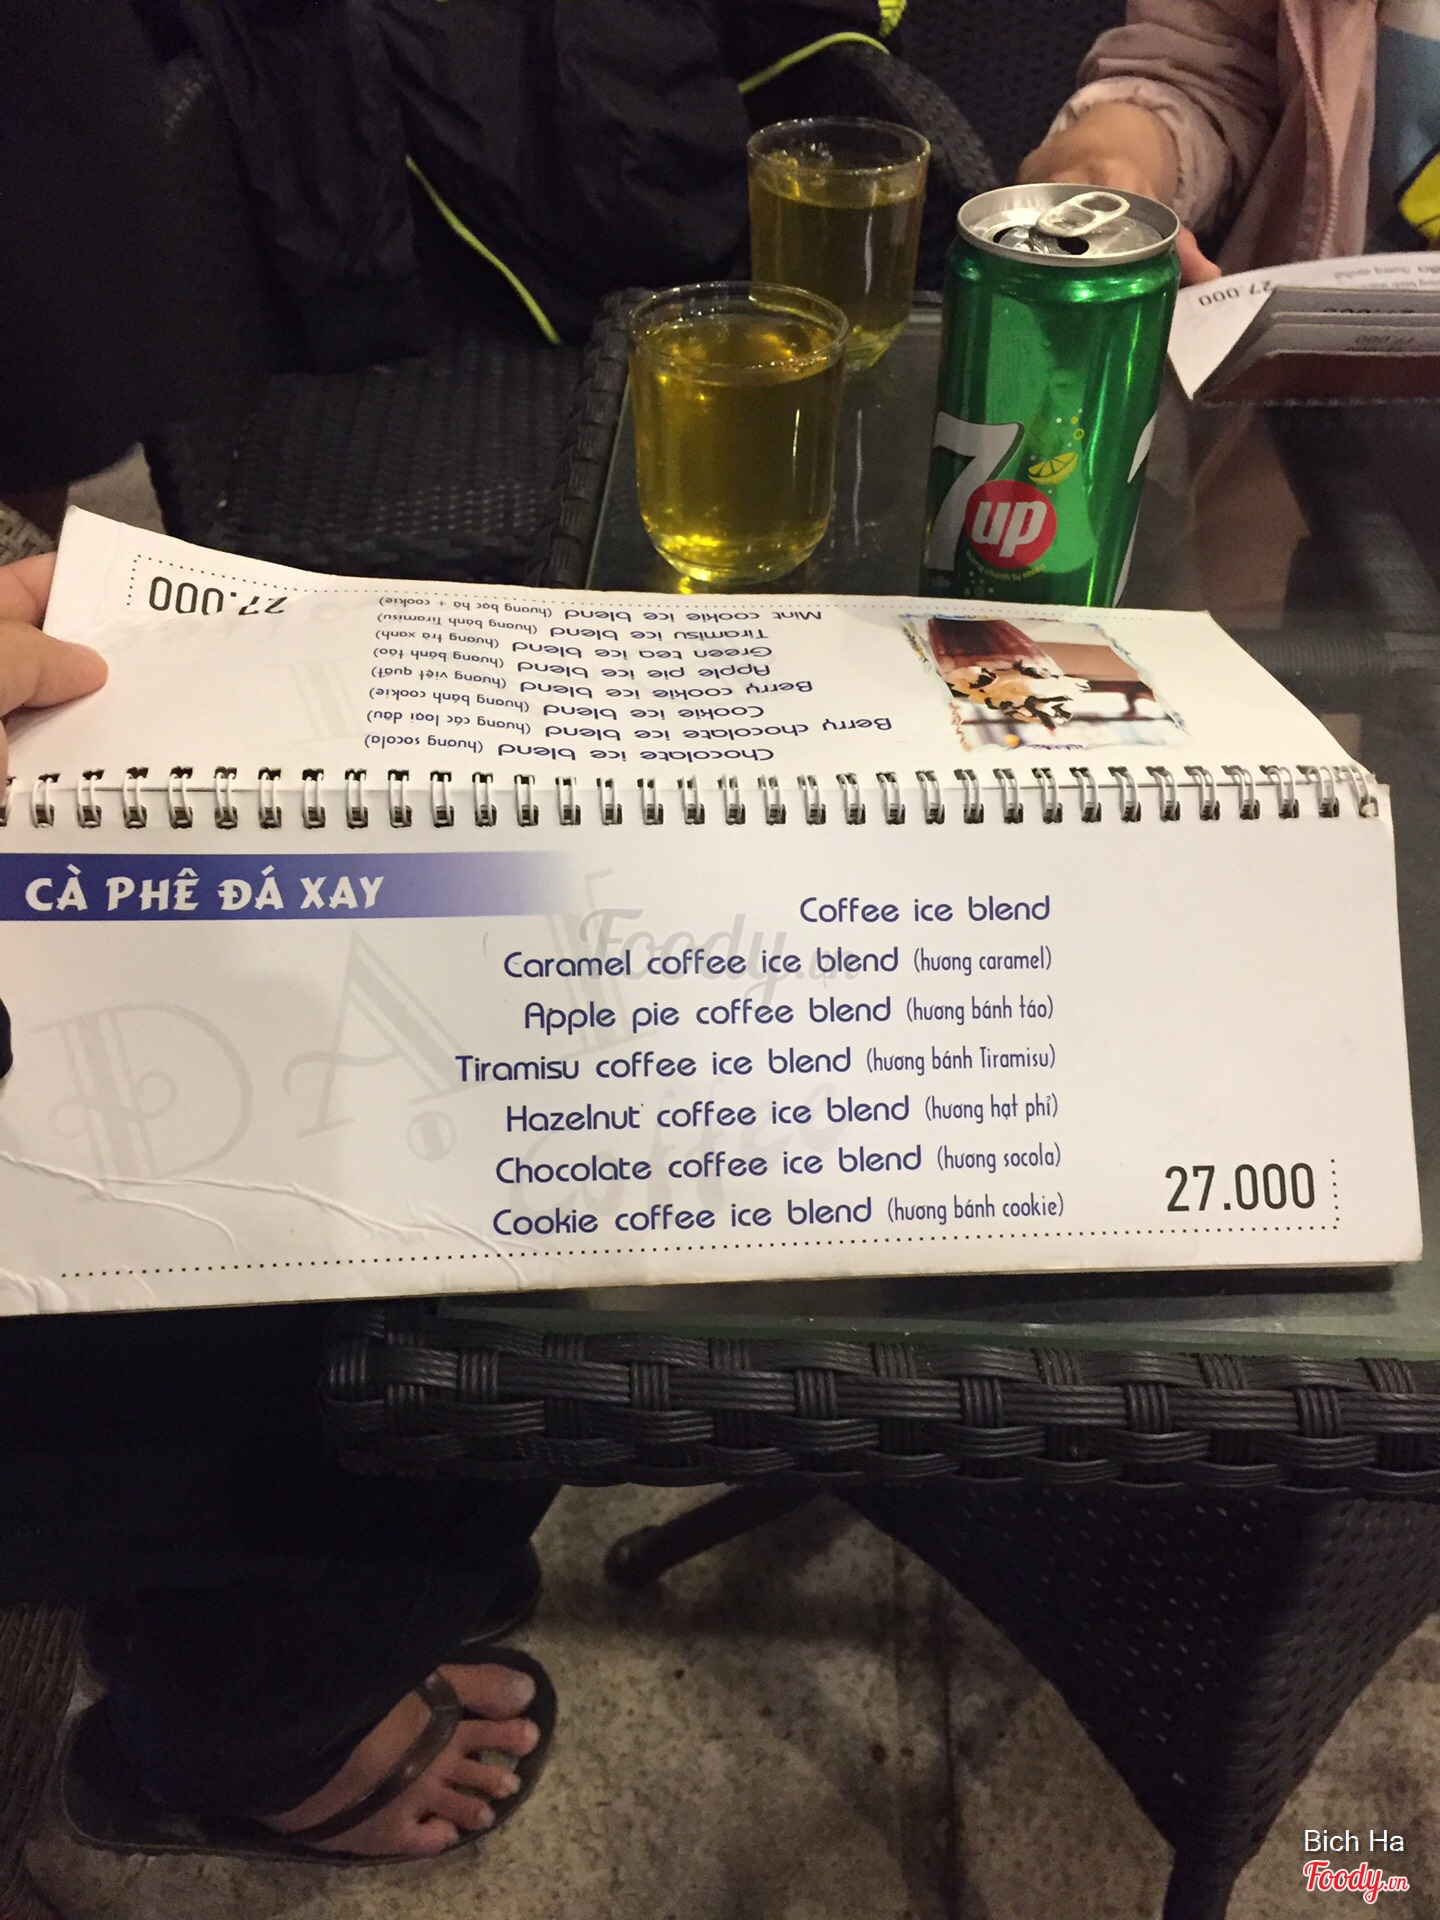 7up
27.000
27.000
Mint cookie ice blend (hương bạc hà + cookie)
Tiramisu ice blend (hương bánh Tiramisu)
Green tea ice blend (hương trà xanh)
Apple pie ice blend (hương bánh táo)
Berry cookie ice blend (hương việt quất)
Cookie ice blend (hương bánh cookie)
Berry chocolate ice blend (hương các loại dâu)
Chocolate ice blend (hương socola)
CÀ PHÊ ĐÁ XAY
Foody.vn
Coffee ice blend
Caramel coffee ice blend (hương caramel)
Apple pie coffee blend (hương bánh táo)
Tiramisu coffee ice blend (hương bánh Tiramisu)
Hazelnut coffee ice blend (hương hạt phỉ)
Chocolate coffee ice blend (hương socola)
Cookie coffee ice blend (hương bánh cookie)
27.000
Bich Ha
Foody.vn